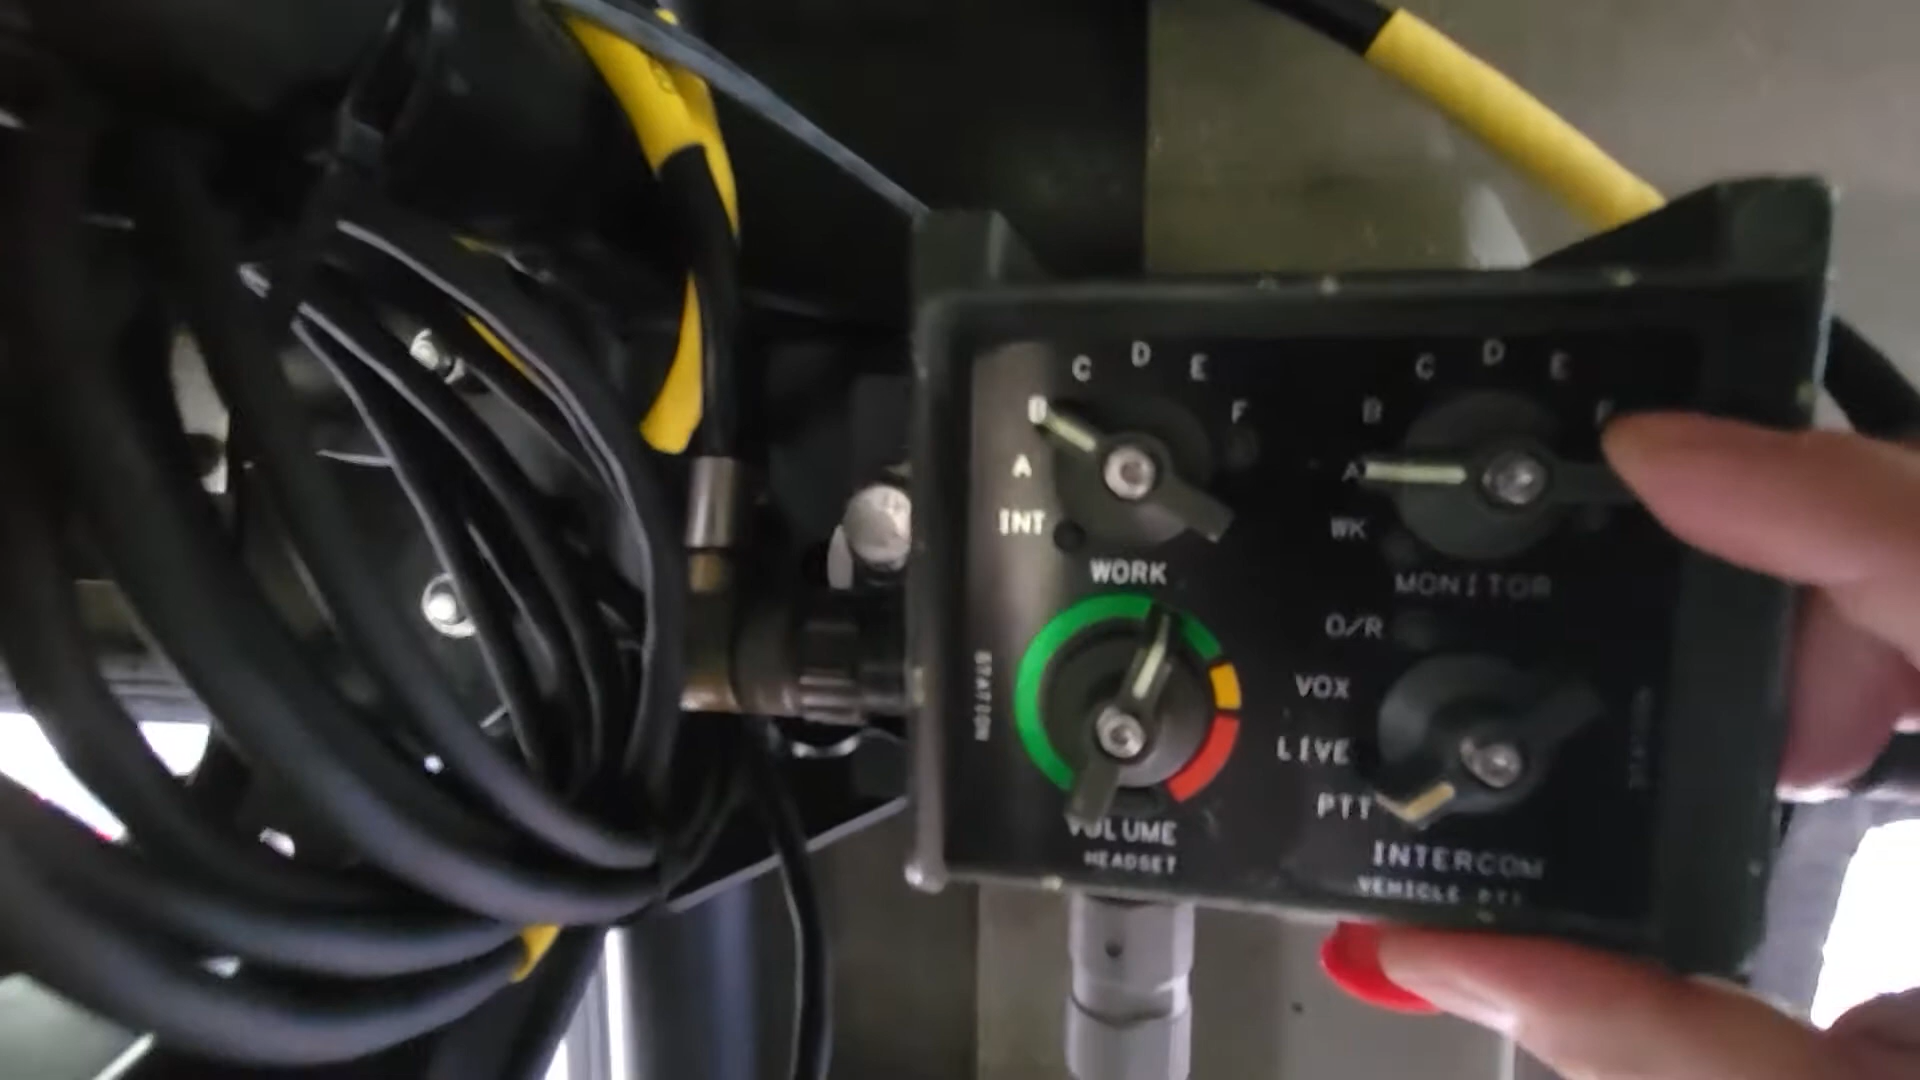 C D E
B F
A
INT
WORK
C D E
B F
A
WK
MONITOR
STATION
VOLUME
HEADSET
O/R
VOX
LIVE
PTT
INTERCOM
VEHICLE PTT